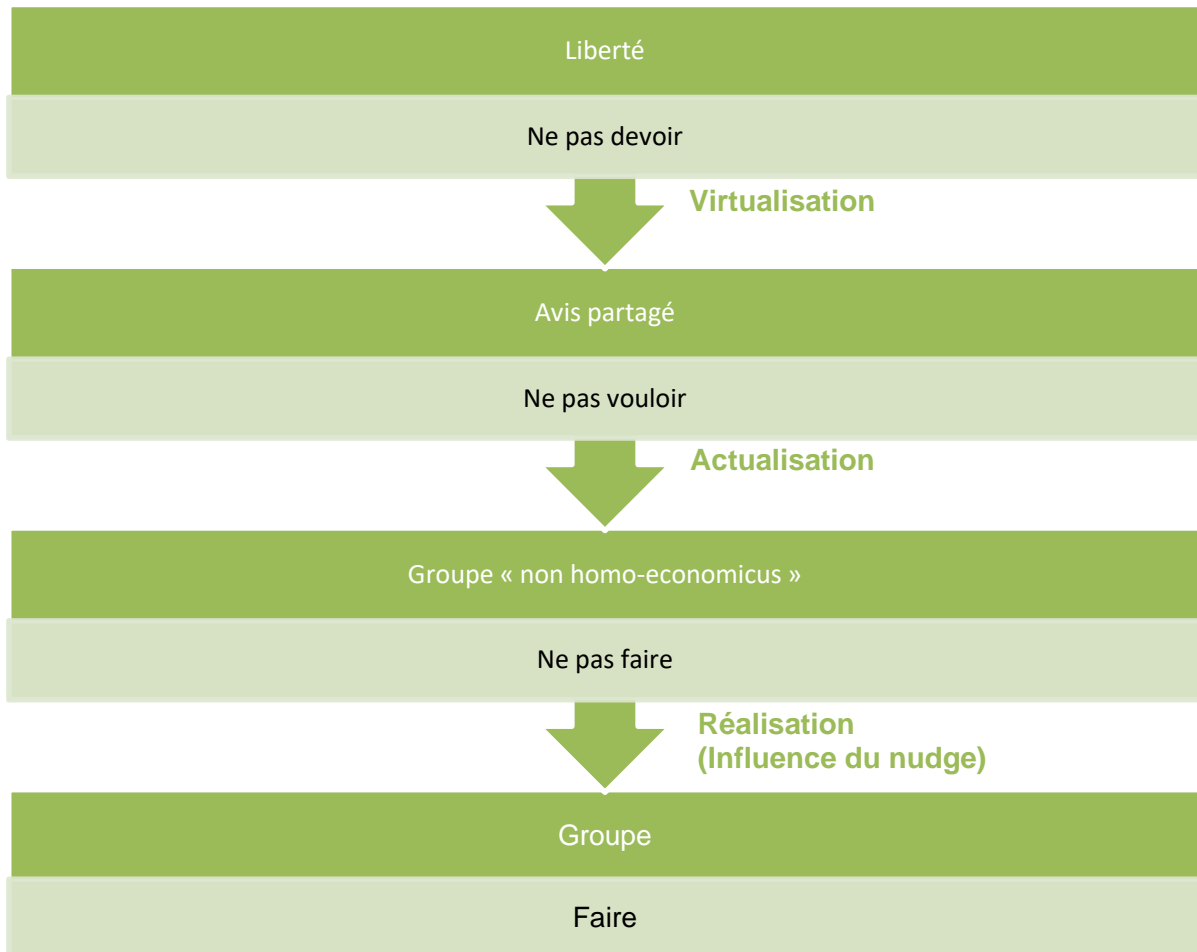 Liberté
Ne pas devoir
Virtualisation
Avis partagé
Ne pas vouloir
Actualisation
Groupe « non homo-economicus »
Ne pas faire
Réalisation
(Influence du nudge)
Groupe
Faire